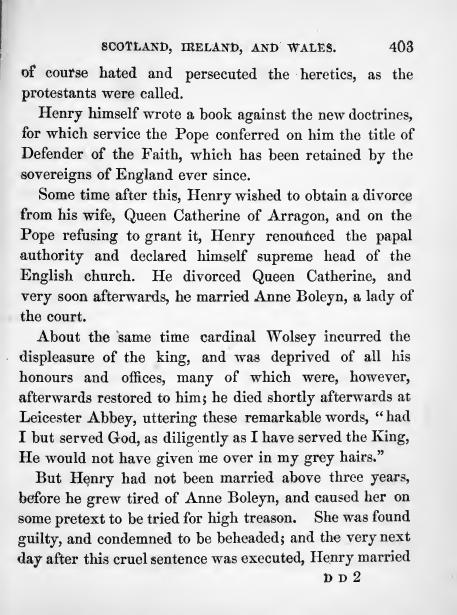 SCOTLAND, IRELAND, AND WALES. 403
of course hated and persecuted the heretics, as the
protestants were called.
Henry himself wrote a book against the new doctrines,
for which service the Pope conferred on him the title of
Defender of the Faith, which has been retained by the
sovereigns of England ever since.
Some time after this, Henry wished to obtain a divorce
from his wife, Queen Catherine of Arragon, and on the
Pope refusing to grant it, Henry renounced the papal
authority and declared himself supreme head of the
English church. He divorced Queen Catherine, and
very soon afterwards, he married Anne Boleyn, a lady of
the court.
About the same time cardinal Wolsey incurred the
displeasure of the king, and was deprived of all his
honours and offices, many of which were, however,
afterwards restored to him; he died shortly afterwards at
Leicester Abbey, uttering these remarkable words, "had
I but served God, as diligently as I have served the King,
He would not have given me over in my grey hairs."
But Henry had not been married above three years,
before he grew tired of Anne Boleyn, and caused her on
some pretext to be tried for high treason. She was found
guilty, and condemned to be beheaded; and the very next
day after this cruel sentence was executed, Henry married
D D 2